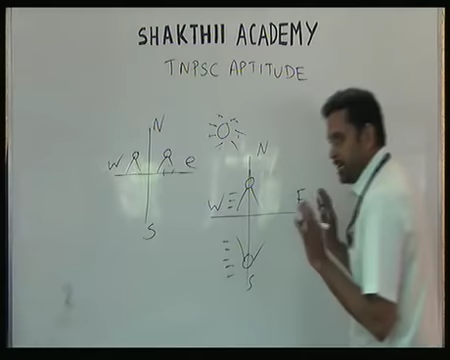 SHAKTHII ACADEMY
TNPSC APTITUDE
N
W e
S
N
W E
S